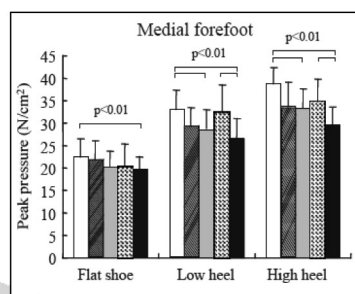 Medial forefoot
Peak pressure (N/cm²)
45
40
35
30
25
20
15
10
5
0
p<0.01
p<0.01
p<0.01
Flat shoe
Low heel
High heel